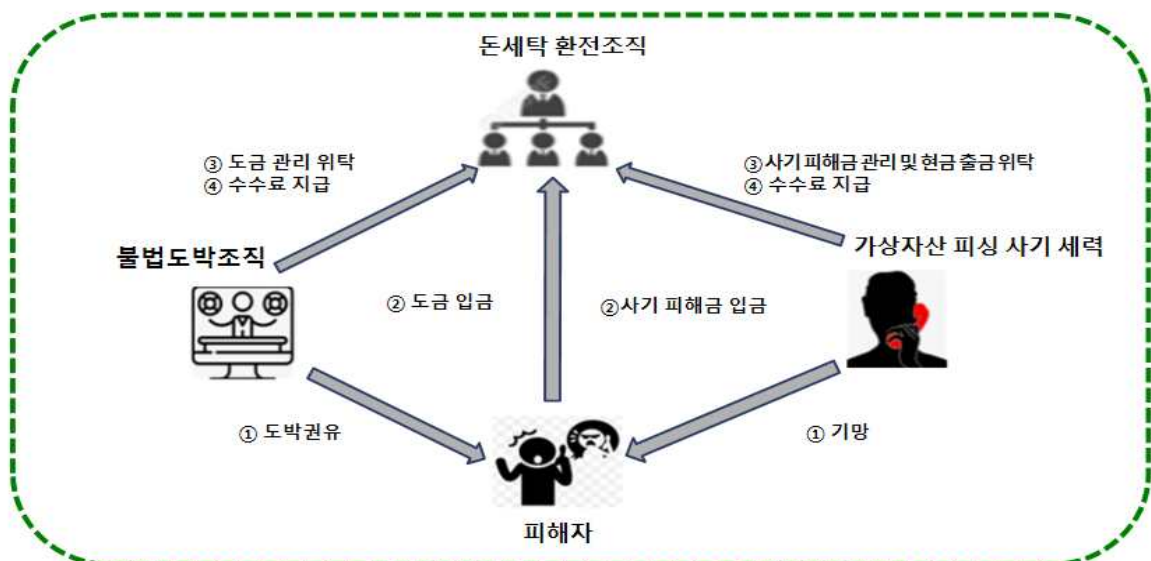 돈세탁 환전조직
③ 도금 관리 위탁
④ 수수료 지급
③사기 피해금 관리 및 현금 출금 위탁
④ 수수료 지급
불법도박조직
가상자산 피싱 사기 세력
② 도금 입금
②사기 피해금 입금
① 도박권유
① 기망
피해자